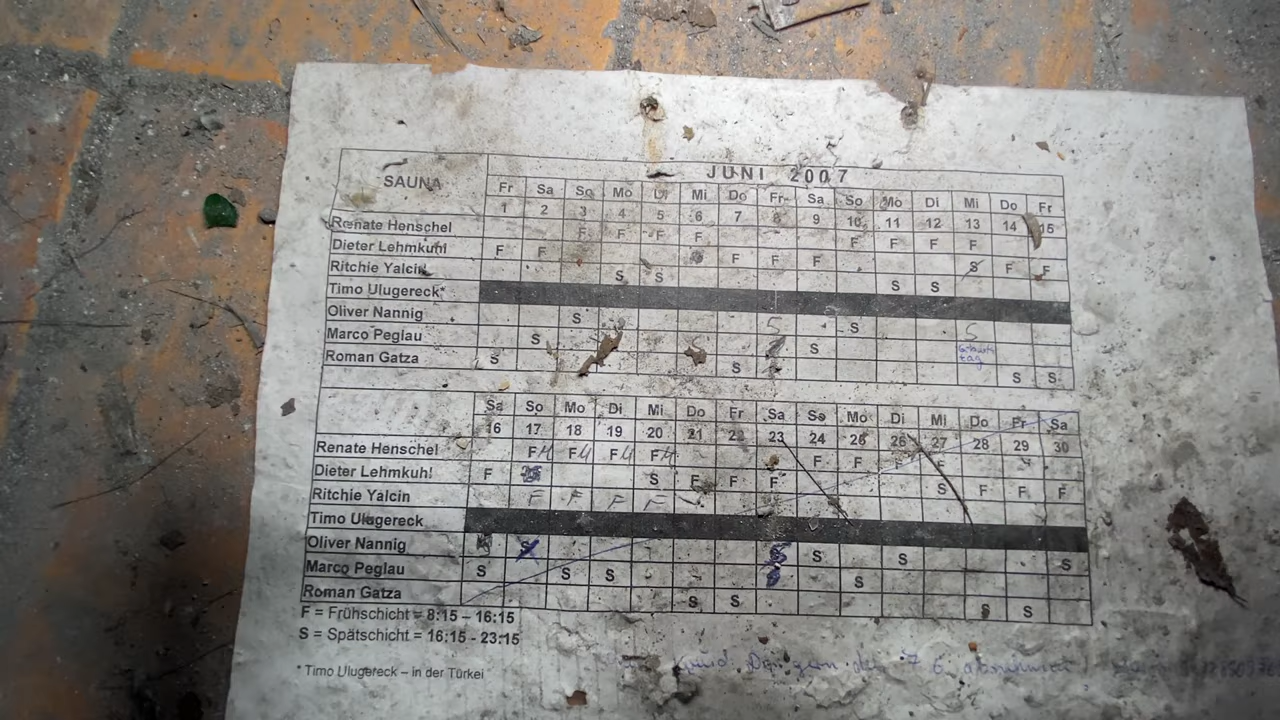 SAUNA
JUNI 2007
Fr Sa So Mo Di Mi Do Fr Sa So Mo Di Mi Do Fr
1 2 3 4 5 6 7 8 9 10 11 12 13 14 15
Renate Henschel F F F F F F F F
Dieter Lehmkuhl F F F F F S F F
Ritchie Yalcin S S S S
Timo Ulugereck*
Oliver Nannig S S S S
Marco Peglau S S Geburtstag
Roman Gatza S S S S
Sa So Mo Di Mi Do Fr Sa So Mo Di Mi Do Fr Sa
16 17 18 19 20 21 22 23 24 25 26 27 28 29 30
Renate Henschel F F F F F F F F
Dieter Lehmkuhl F S F F F S F F F
Ritchie Yalcin F F F F
Timo Ulugereck
Oliver Nannig S S S S
Marco Peglau S S S S
Roman Gatza S S S S
F = Frühschicht = 8:15 – 16:15
S = Spätschicht = 16:15 - 23:15
* Timo Ulugereck – in der Türkei